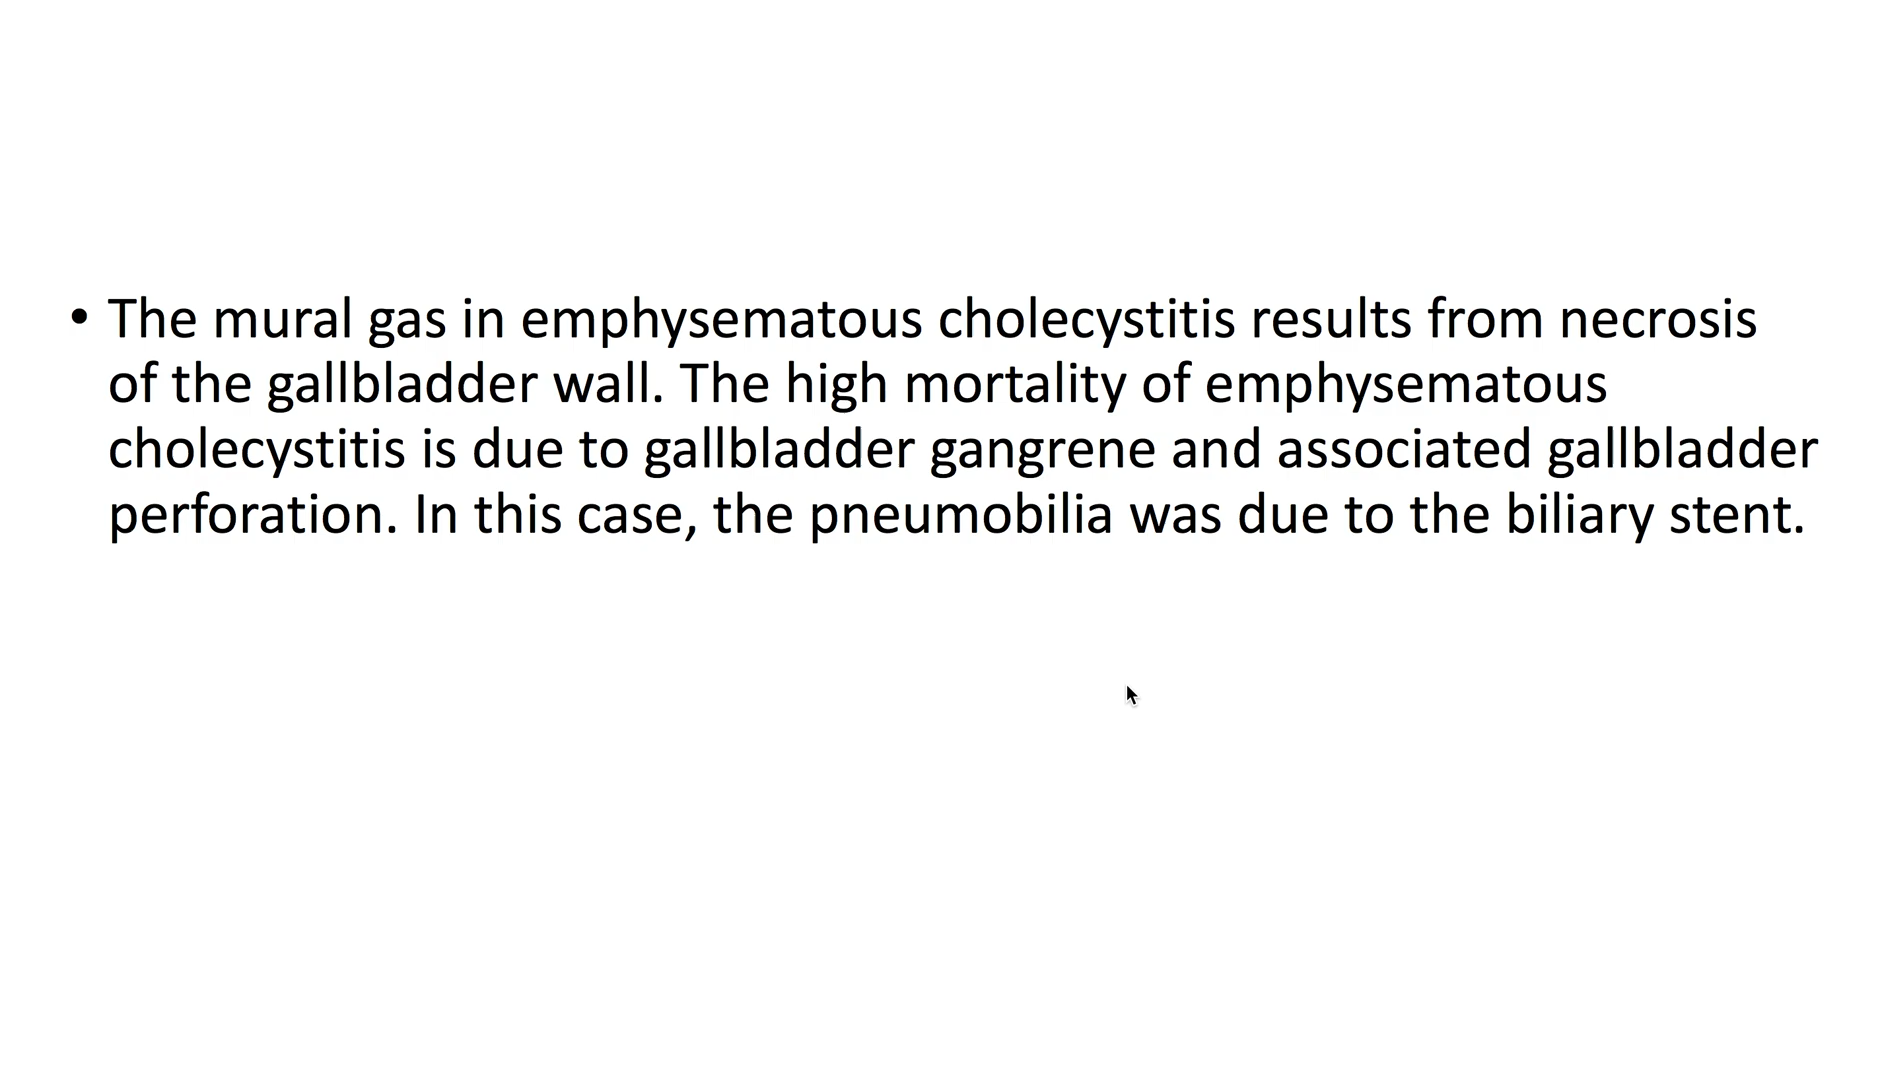 • The mural gas in emphysematous cholecystitis results from necrosis
of the gallbladder wall. The high mortality of emphysematous
cholecystitis is due to gallbladder gangrene and associated gallbladder
perforation. In this case, the pneumobilia was due to the biliary stent.